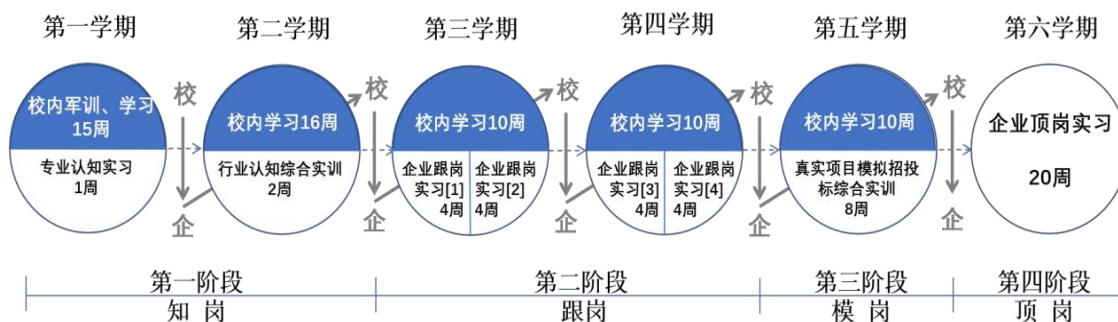 第一学期
第二学期
第三学期
第四学期
第五学期
第六学期
校内军训、学习
15周
专业认知实习
1周
校
企
校内学习16周
行业认知综合实训
2周
校
企
校内学习10周
企业跟岗
实习[1]
4周
企业跟岗
实习[2]
4周
校
企
校内学习10周
企业跟岗
实习[3]
4周
企业跟岗
实习[4]
4周
校
企
校内学习10周
真实项目模拟招投
标综合实训
8周
校
企
企业顶岗实习
20周
第一阶段
知 岗
第二阶段
跟岗
第三阶段
模 岗
第四阶段
顶 岗